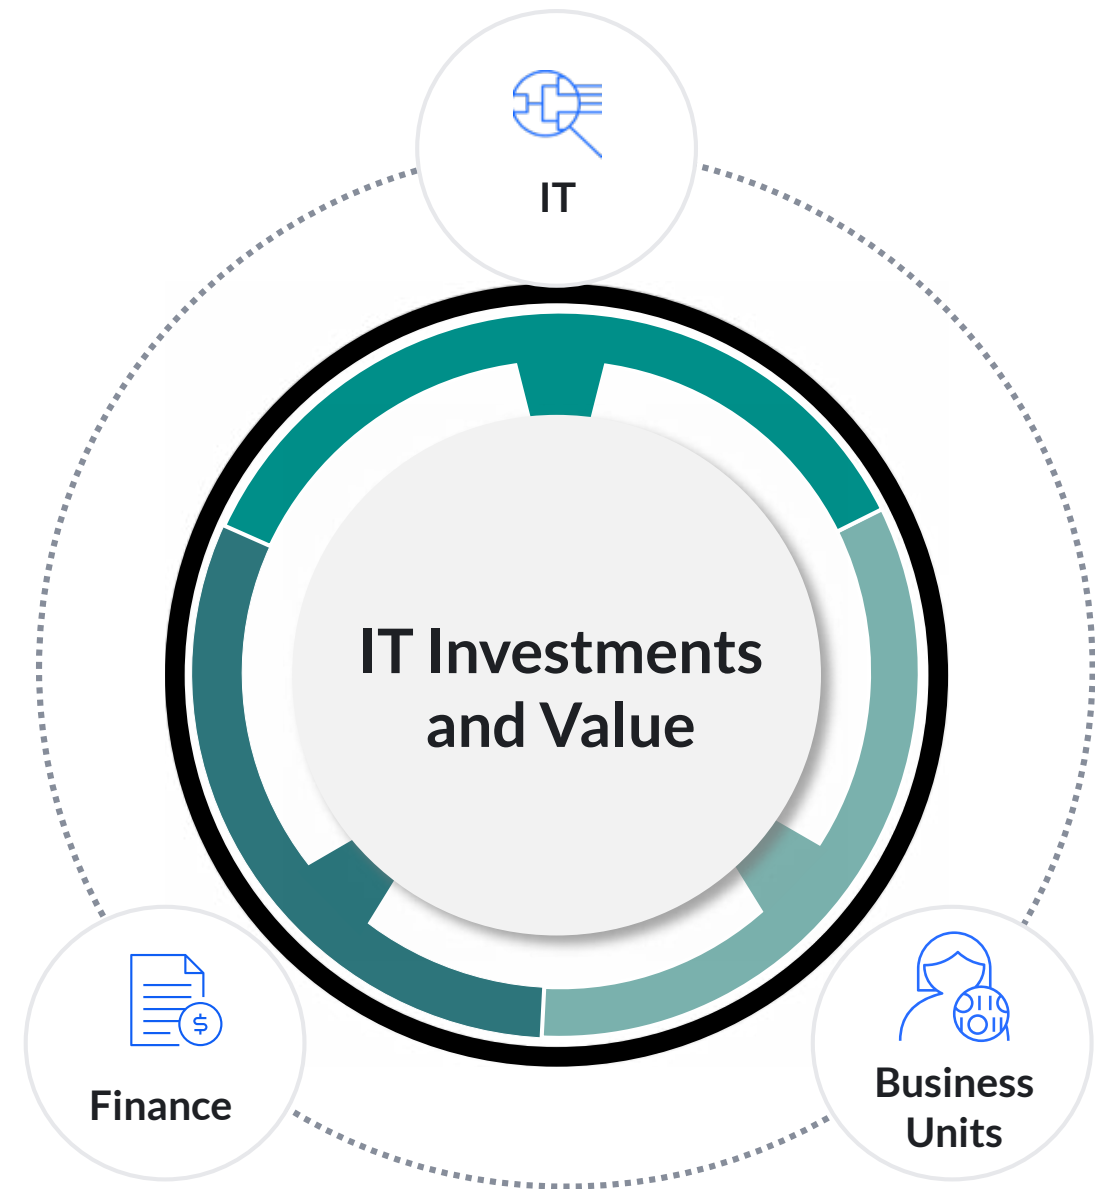 IT
IT Investments
and Value
$
Finance
Business
Units